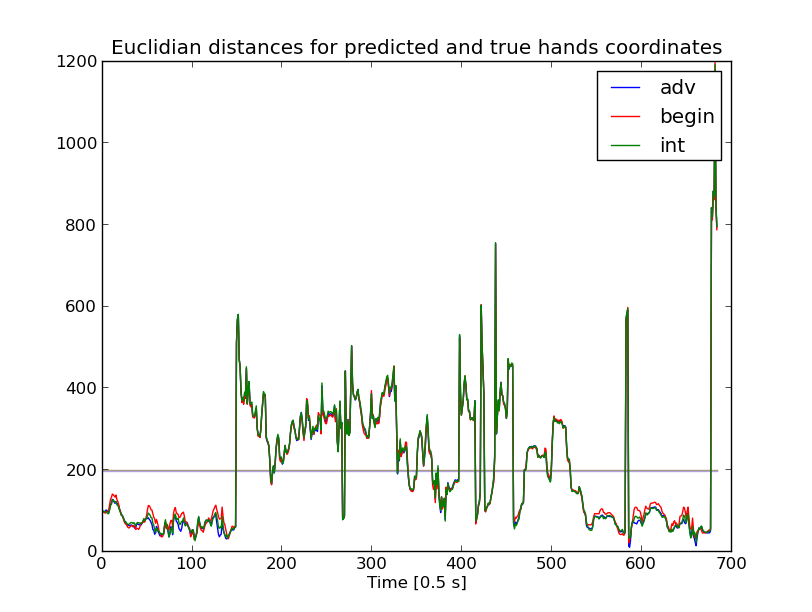 Euclidian distances for predicted and true hands coordinates
1200
1000
800
600
400
200
0
adv
begin
int
0 100 200 300 400 500 600 700
Time [0.5 s]